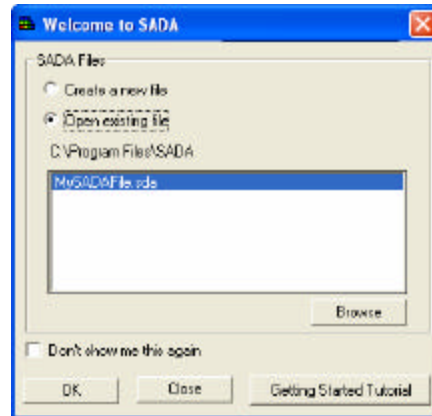 Welcome to SADA
SADA Files
Create a new file
Open existing file
C:\Program Files\SADA
MySADAFile.sda
Browse
Don't show me this again
OK
Close
Getting Started Tutorial